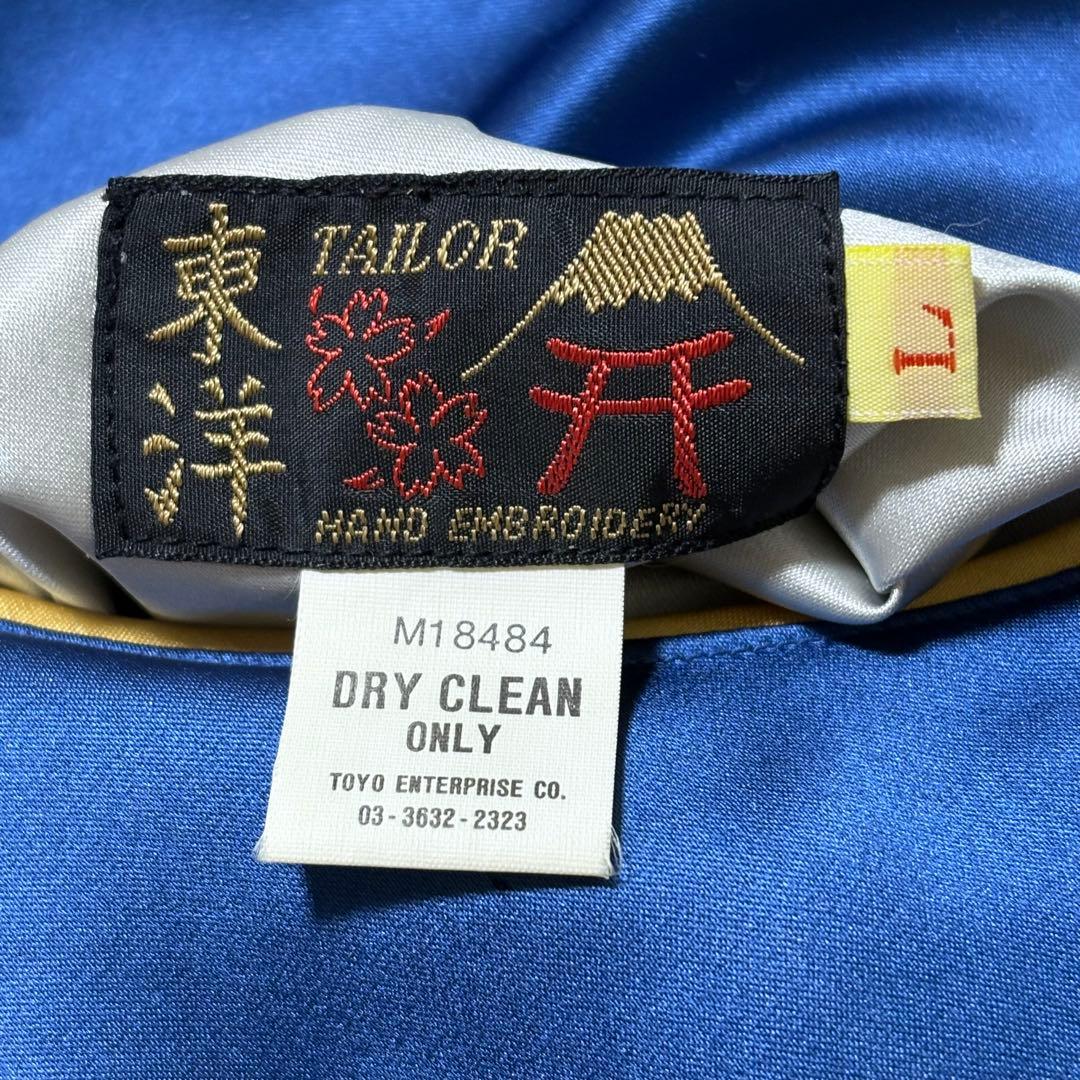 東洋
TAILOR
HAND EMBROIDERY
L
M18484
DRY CLEAN
ONLY
TOYO ENTERPRISE CO.
03-3632-2323